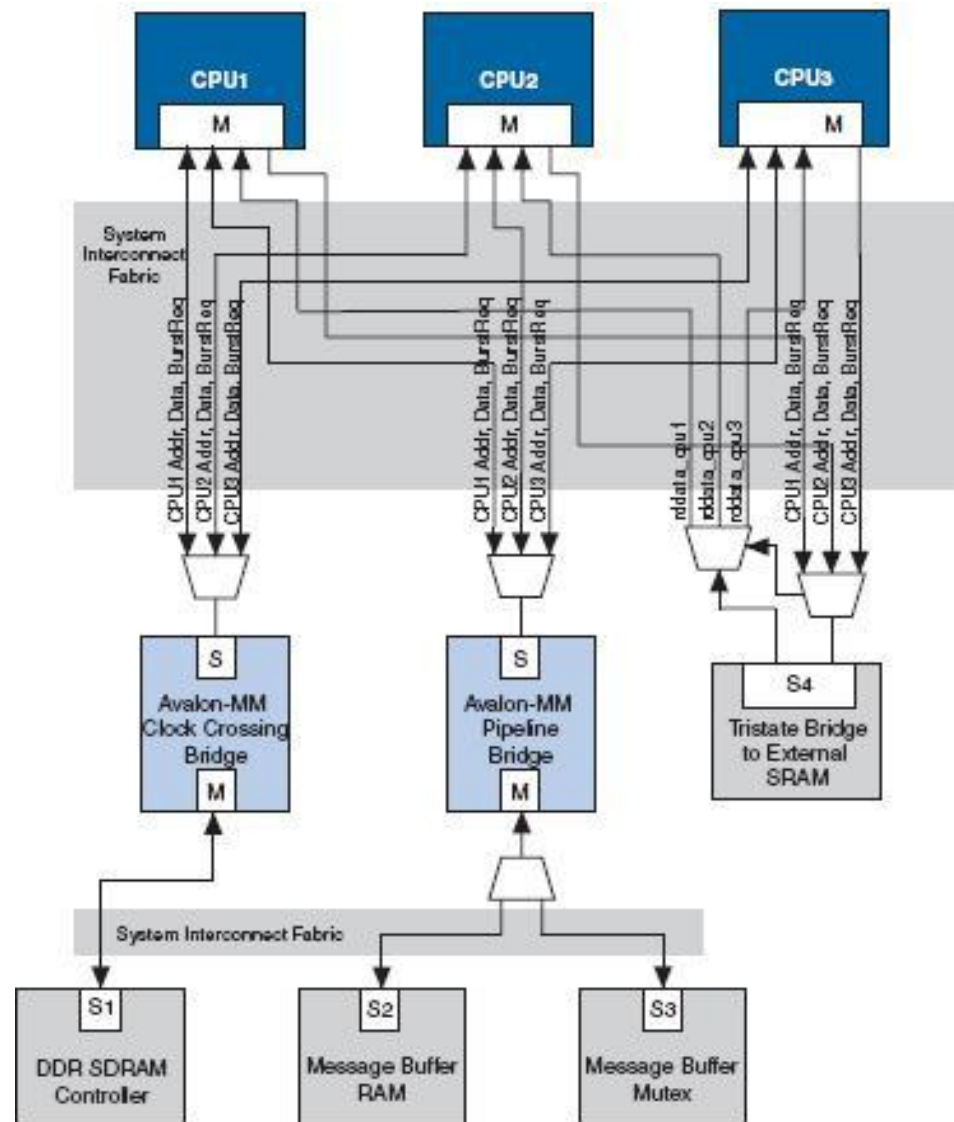 CPU1
CPU2
CPU3
M
M
M
System
Interconnect
Fabric
CPU1 Addr, Data, BurstReq
CPU2 Addr, Data, BurstReq
CPU3 Addr, Data, BurstReq
CPU1 Addr, Data, BurstReq
CPU2 Addr, Data, BurstReq
CPU3 Addr, Data, BurstReq
rddata_cpu1
rddata_cpu2
rddata_cpu3
CPU1 Addr, Data, BurstReq
CPU2 Addr, Data, BurstReq
CPU3 Addr, Data, BurstReq
S
Avalon-MM
Clock Crossing
Bridge
M
S
Avalon-MM
Pipeline
Bridge
M
S4
Tristate Bridge
to External
SRAM
System Interconnect Fabric
S1
DDR SDRAM
Controller
S2
Message Buffer
RAM
S3
Message Buffer
Mutex